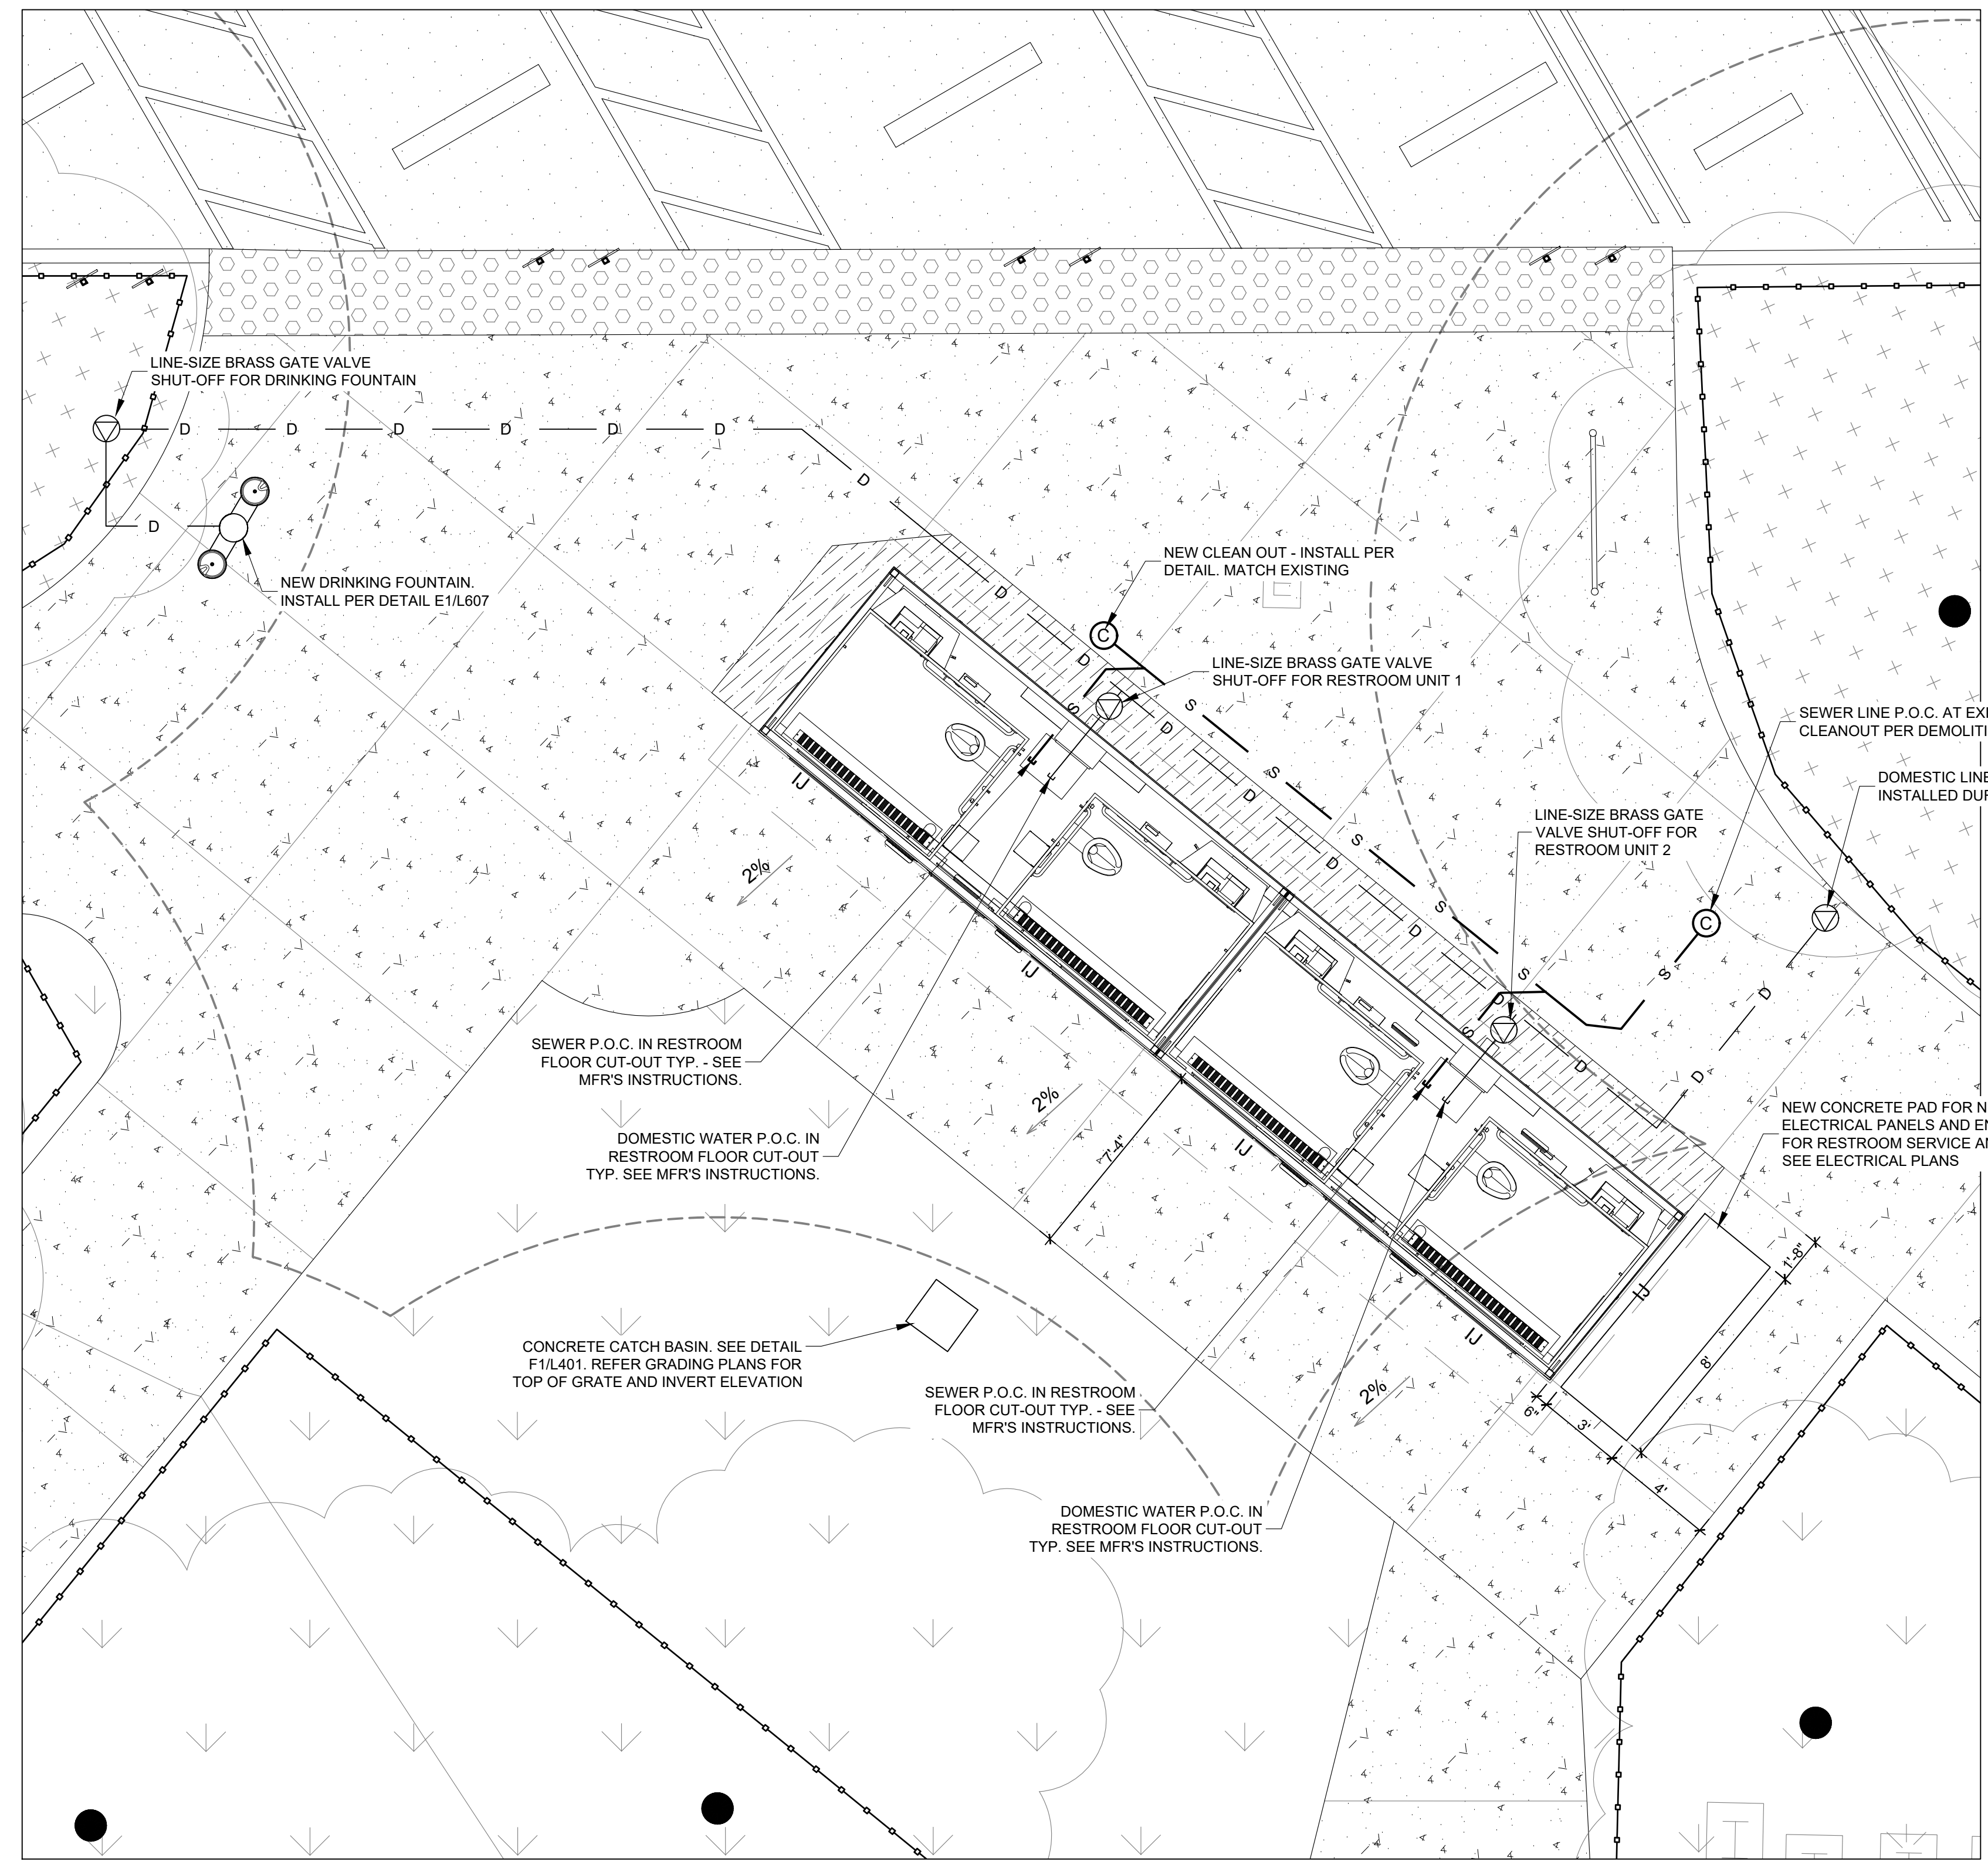 LINE-SIZE BRASS GATE VALVE
SHUT-OFF FOR DRINKING FOUNTAIN
D D D D D D
D
D
NEW DRINKING FOUNTAIN.
INSTALL PER DETAIL E1/L607
NEW CLEAN OUT - INSTALL PER
DETAIL. MATCH EXISTING
C
LINE-SIZE BRASS GATE VALVE
SHUT-OFF FOR RESTROOM UNIT 1
D D D D D D D D D D D
S S S S S S S S
SEWER LINE P.O.C. AT EXI
CLEANOUT PER DEMOLITI
DOMESTIC LINE
INSTALLED DUR
LINE-SIZE BRASS GATE
VALVE SHUT-OFF FOR
RESTROOM UNIT 2
C
E
IJ
2%
IJ
SEWER P.O.C. IN RESTROOM
FLOOR CUT-OUT TYP. - SEE
MFR'S INSTRUCTIONS.
2%
7'-4"
IJ
DOMESTIC WATER P.O.C. IN
RESTROOM FLOOR CUT-OUT
TYP. SEE MFR'S INSTRUCTIONS.
NEW CONCRETE PAD FOR N
ELECTRICAL PANELS AND EN
FOR RESTROOM SERVICE AN
SEE ELECTRICAL PLANS
1'-8"
IJ
IJ
8'
CONCRETE CATCH BASIN. SEE DETAIL
F1/L401. REFER GRADING PLANS FOR
TOP OF GRATE AND INVERT ELEVATION
2%
6"
3'
4'
SEWER P.O.C. IN RESTROOM
FLOOR CUT-OUT TYP. - SEE
MFR'S INSTRUCTIONS.
DOMESTIC WATER P.O.C. IN
RESTROOM FLOOR CUT-OUT
TYP. SEE MFR'S INSTRUCTIONS.